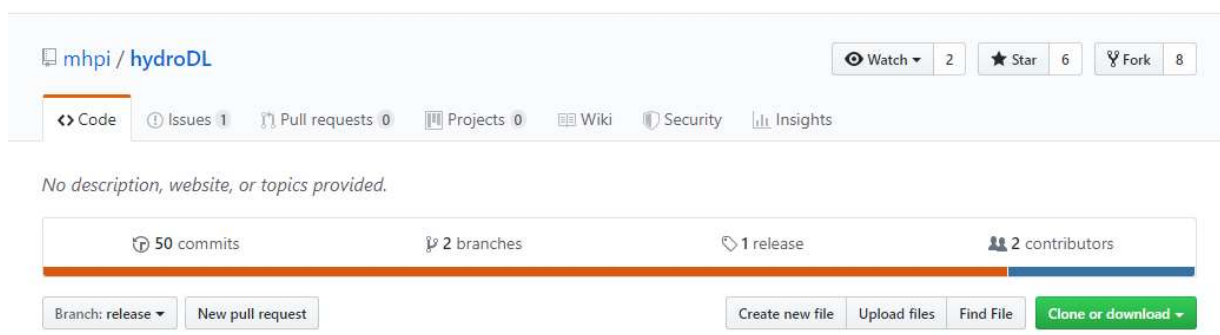 mhpi / hydroDL Watch 2 Star 6 Fork 8
Code Issues 1 Pull requests 0 Projects 0 Wiki Security Insights
No description, website, or topics provided.
50 commits 2 branches 1 release 2 contributors
Branch: release New pull request Create new file Upload files Find File Clone or download